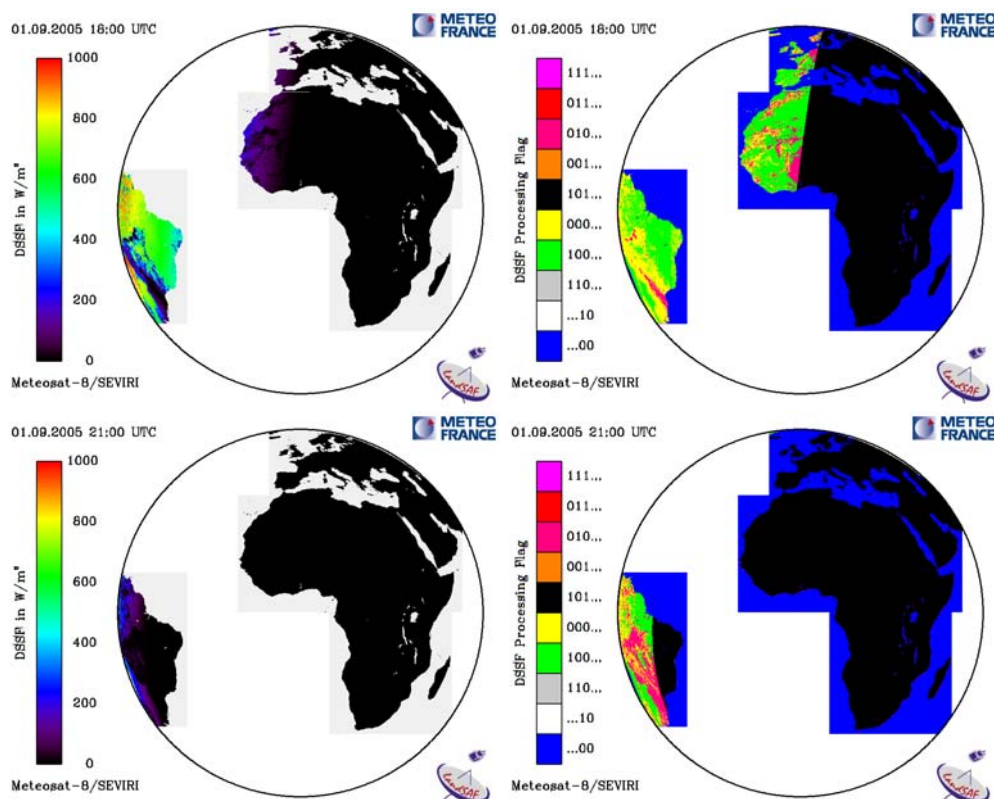 01.09.2005 18:00 UTC
METEO
FRANCE
1000
800
600
400
200
0
DSSF in W/m²
Meteosat-8/SEVIRI
LandSAF
01.09.2005 18:00 UTC
METEO
FRANCE
111...
011...
010...
001...
101...
000...
100...
110...
...10
...00
DSSF Processing Flag
Meteosat-8/SEVIRI
LandSAF
01.09.2005 21:00 UTC
METEO
FRANCE
1000
800
600
400
200
0
DSSF in W/m²
Meteosat-8/SEVIRI
LandSAF
01.09.2005 21:00 UTC
METEO
FRANCE
111...
011...
010...
001...
101...
000...
100...
110...
...10
...00
DSSF Processing Flag
Meteosat-8/SEVIRI
LandSAF